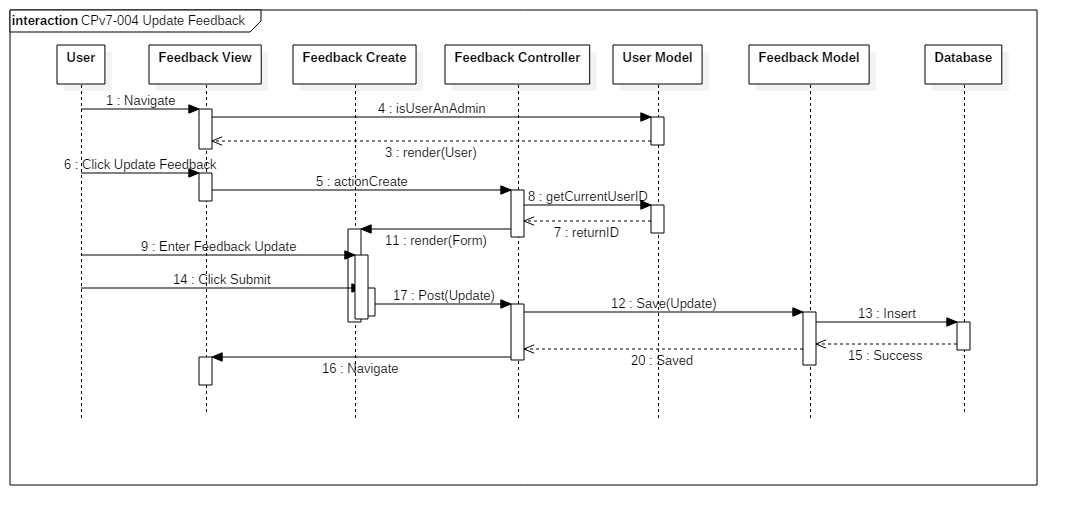 interaction CPv7-004 Update Feedback
User
Feedback View
Feedback Create
Feedback Controller
User Model
Feedback Model
Database
1 : Navigate
4 : isUserAnAdmin
3 : render(User)
6 : Click Update Feedback
5 : actionCreate
8 : getCurrentUserID
7 : returnID
11 : render(Form)
9 : Enter Feedback Update
14 : Click Submit
17 : Post(Update)
12 : Save(Update)
13 : Insert
15 : Success
20 : Saved
16 : Navigate